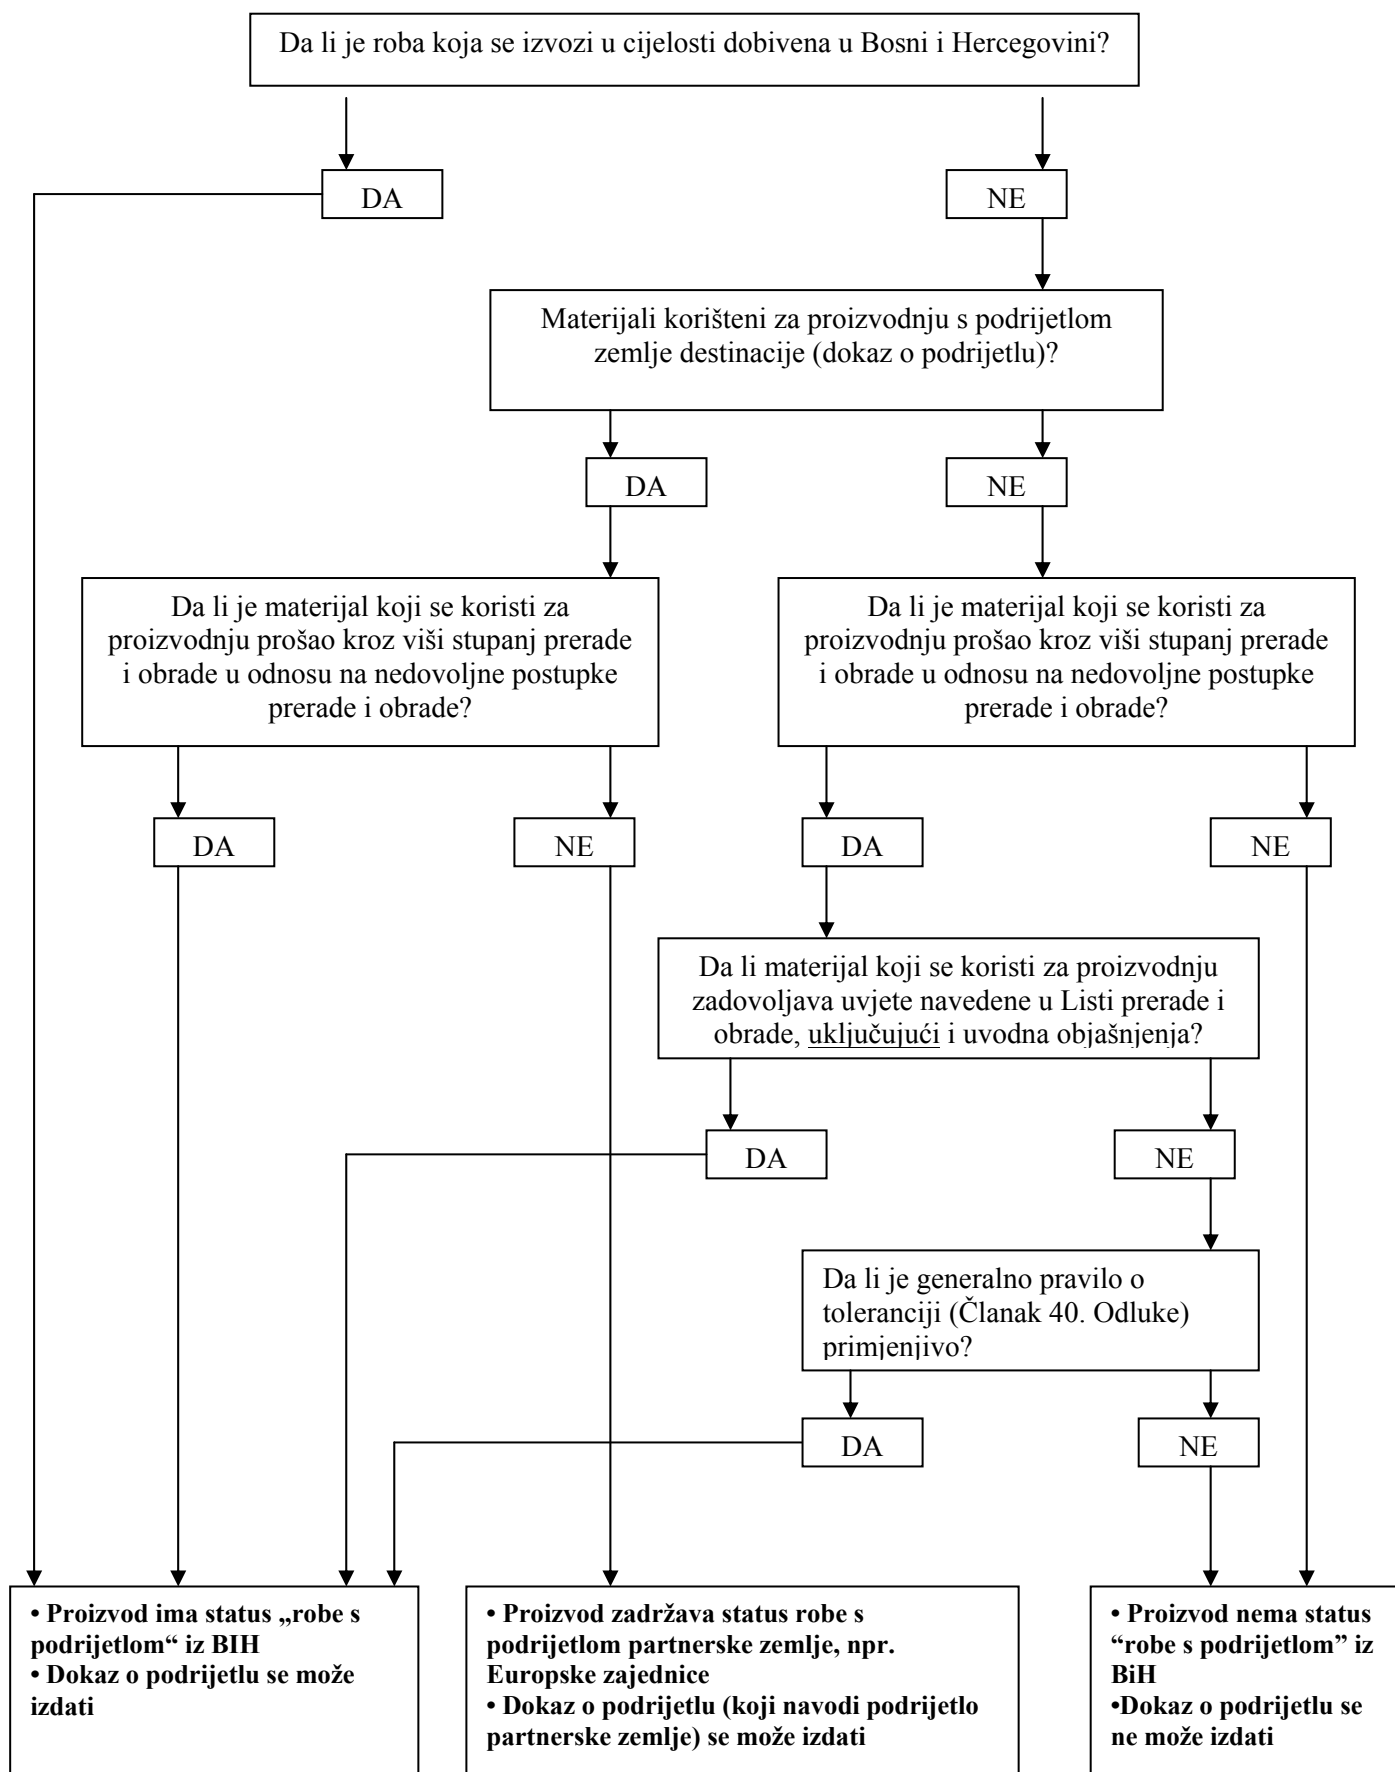 Da li je roba koja se izvozi u cijelosti dobivena u Bosni i Hercegovini?
DA
NE
Materijali korišteni za proizvodnju s podrijetlom
zemlje destinacije (dokaz o podrijetlu)?
DA
NE
Da li je materijal koji se koristi za
proizvodnju prošao kroz viši stupanj prerade
i obrade u odnosu na nedovoljne postupke
prerade i obrade?
Da li je materijal koji se koristi za
proizvodnju prošao kroz viši stupanj prerade
i obrade u odnosu na nedovoljne postupke
prerade i obrade?
DA
NE
DA
NE
Da li materijal koji se koristi za proizvodnju
zadovoljava uvjete navedene u Listi prerade i
obrade, uključujući i uvodna objašnjenja?
DA
NE
Da li je generalno pravilo o
toleranciji (Članak 40. Odluke)
primjenjivo?
DA
NE
• Proizvod ima status „robe s
podrijetlom“ iz BIH
• Dokaz o podrijetlu se može
izdati
• Proizvod zadržava status robe s
podrijetlom partnerske zemlje, npr.
Europske zajednice
• Dokaz o podrijetlu (koji navodi podrijetlo
partnerske zemlje) se može izdati
• Proizvod nema status
“robe s podrijetlom” iz
BiH
•Dokaz o podrijetlu se
ne može izdati